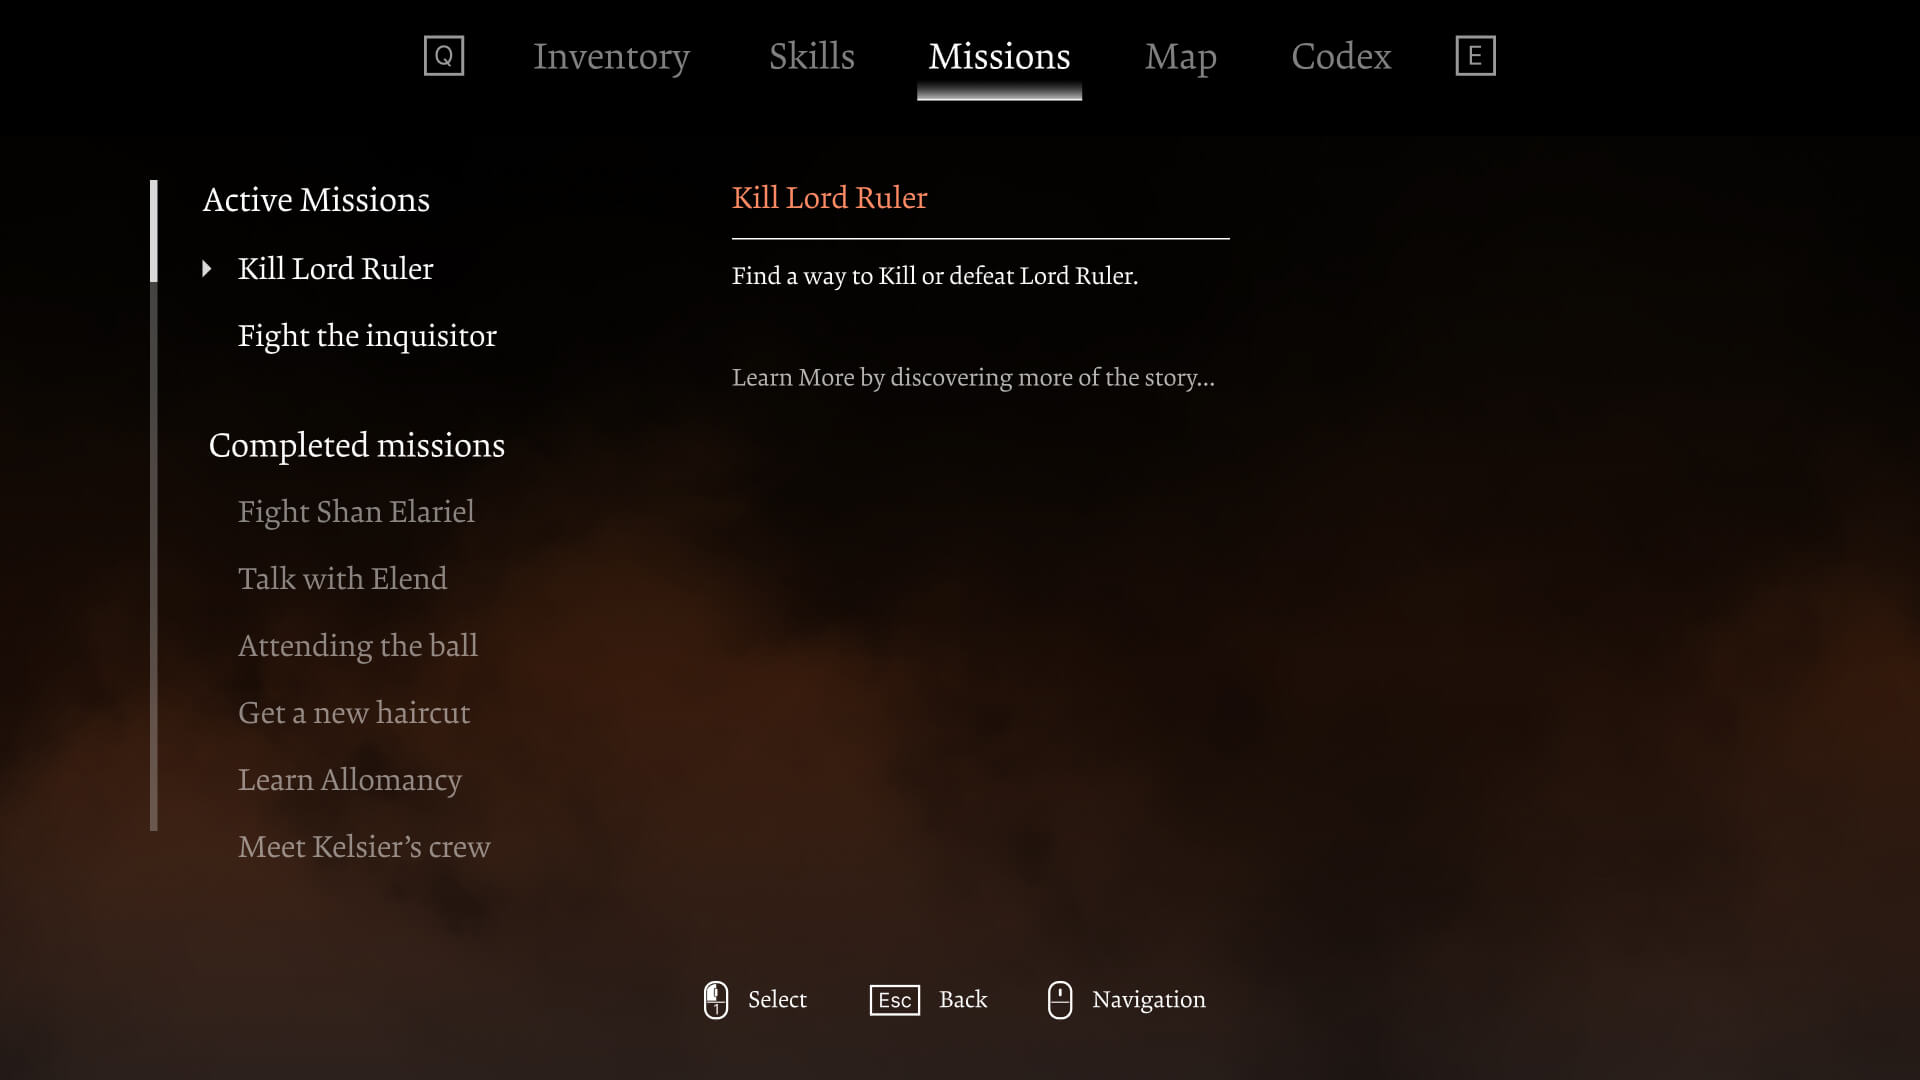 Q
Inventory
Skills
Missions
Map
Codex
E
Active Missions
Kill Lord Ruler
Fight the inquisitor
Completed missions
Fight Shan Elariel
Talk with Elend
Attending the ball
Get a new haircut
Learn Allomancy
Meet Kelsier’s crew
Kill Lord Ruler
Find a way to Kill or defeat Lord Ruler.
Learn More by discovering more of the story...
1
Select
Esc
Back
Navigation